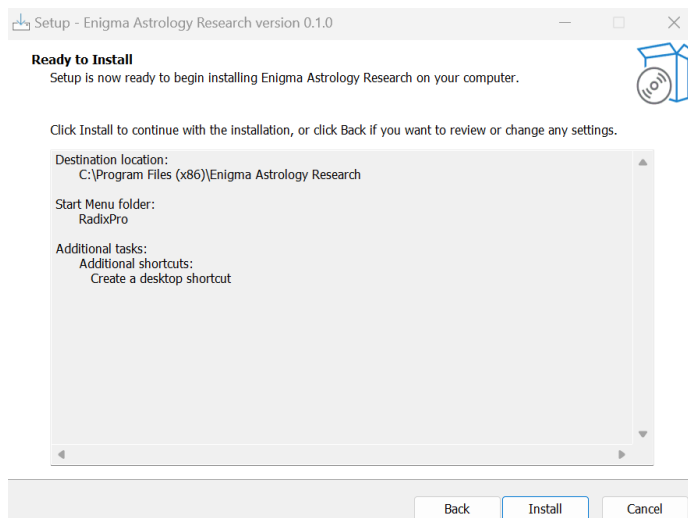 Setup - Enigma Astrology Research version 0.1.0
Ready to Install
Setup is now ready to begin installing Enigma Astrology Research on your computer.
Click Install to continue with the installation, or click Back if you want to review or change any settings.
Destination location:
C:\Program Files (x86)\Enigma Astrology Research
Start Menu folder:
RadixPro
Additional tasks:
Additional shortcuts:
Create a desktop shortcut
Back Install Cancel